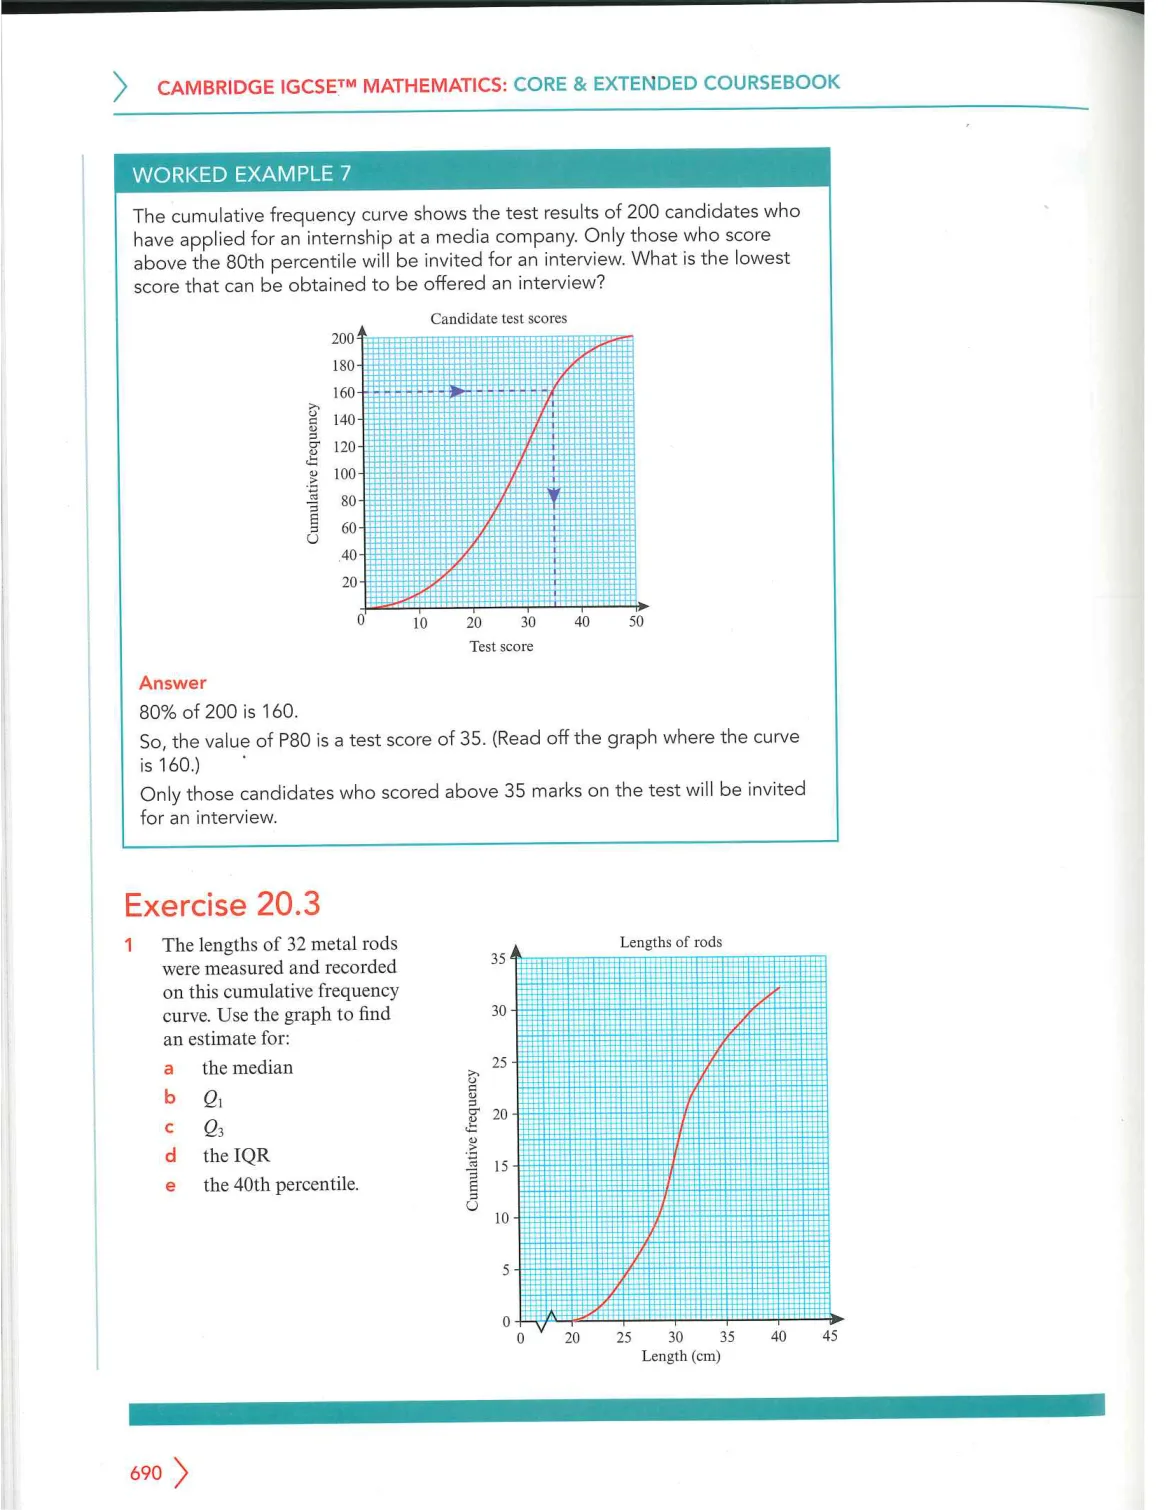 CAMBRIDGE IGCSE™ MATHEMATICS: CORE & EXTENDED COURSEBOOK
WORKED EXAMPLE 7
The cumulative frequency curve shows the test results of 200 candidates who
have applied for an internship at a media company. Only those who score
above the 80th percentile will be invited for an interview. What is the lowest
score that can be obtained to be offered an interview?
Candidate test scores
200
180
160
140
120
100
80
60
40
20
0 10 20 30 40 50
Cumulative frequency
Test score
Answer
80% of 200 is 160.
So, the value of P80 is a test score of 35. (Read off the graph where the curve
is 160.)
Only those candidates who scored above 35 marks on the test will be invited
for an interview.
Exercise 20.3
1 The lengths of 32 metal rods
were measured and recorded
on this cumulative frequency
curve. Use the graph to find
an estimate for:
a the median
b Q1
c Q3
d the IQR
e the 40th percentile.
Lengths of rods
35
30
25
20
15
10
5
0
0 20 25 30 35 40 45
Cumulative frequency
Length (cm)
690